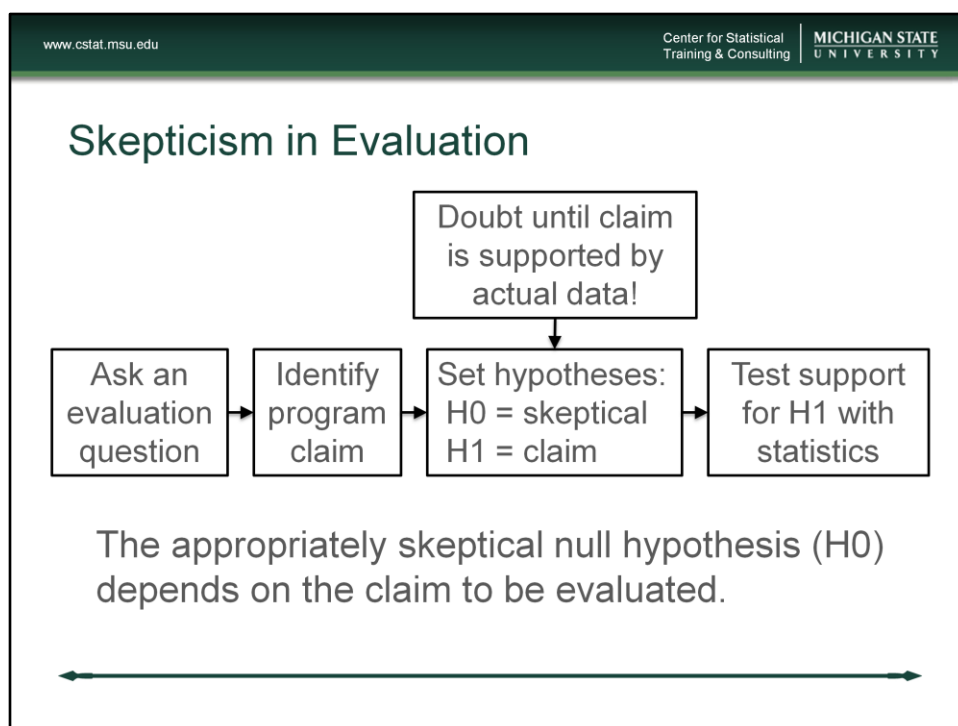 www.cstat.msu.edu
Center for Statistical
Training & Consulting
MICHIGAN STATE
UNIVERSITY
Skepticism in Evaluation
Doubt until claim
is supported by
actual data!
Ask an
evaluation
question
Identify
program
claim
Set hypotheses:
H0 = skeptical
H1 = claim
Test support
for H1 with
statistics
The appropriately skeptical null hypothesis (H0)
depends on the claim to be evaluated.